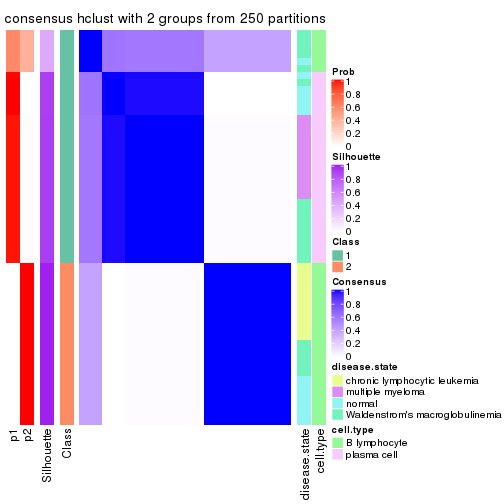 consensus hclust with 2 groups from 250 partitions
Prob
1
0.8
0.6
0.4
0.2
0
Silhouette
1
0.8
0.6
0.4
0.2
0
Class
1
2
Consensus
1
0.8
0.6
0.4
0.2
0
disease.state
chronic lymphocytic leukemia
multiple myeloma
normal
Waldenstrom's macroglobulinemia
cell.type
B lymphocyte
plasma cell
p1
p2
Silhouette
Class
disease.state
cell.type